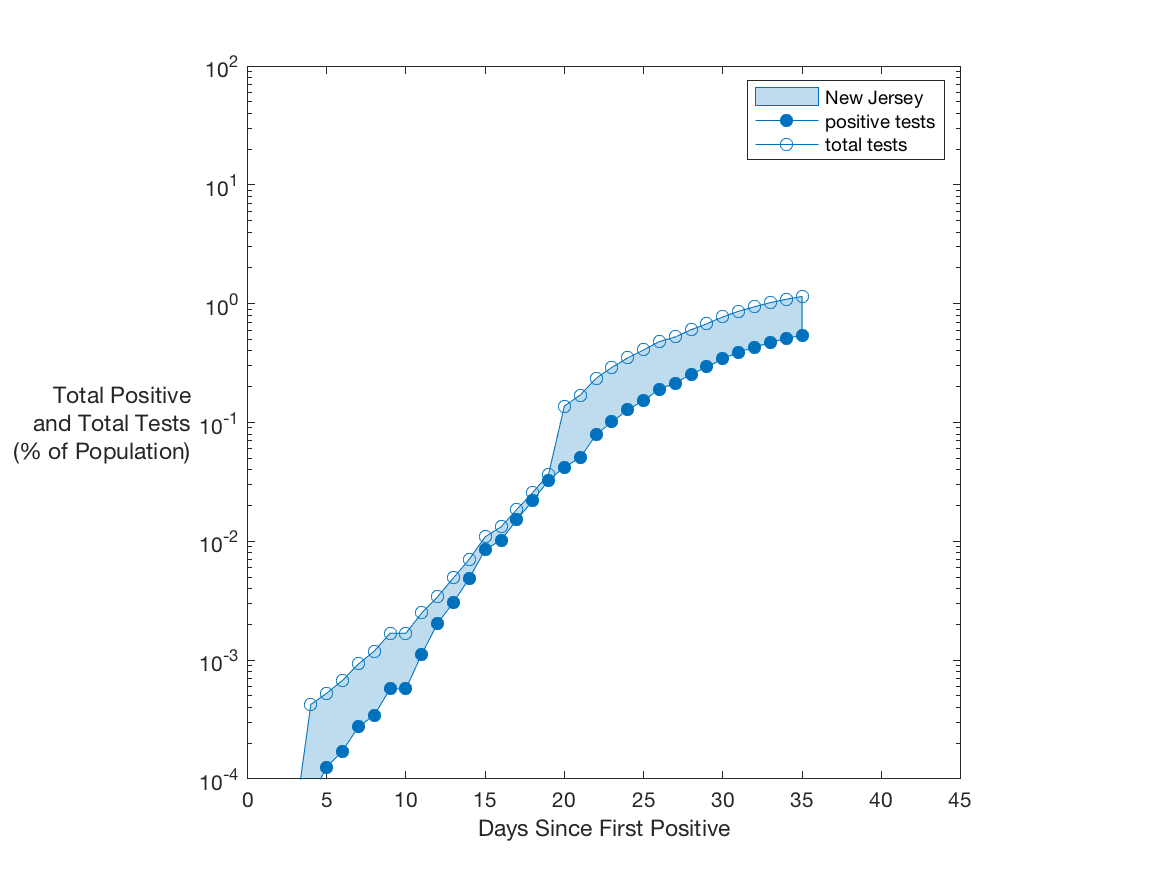 10^2
10^1
10^0
10^-1
10^-2
10^-3
10^-4
Total Positive
and Total Tests
(% of Population)
New Jersey
positive tests
total tests
0 5 10 15 20 25 30 35 40 45
Days Since First Positive